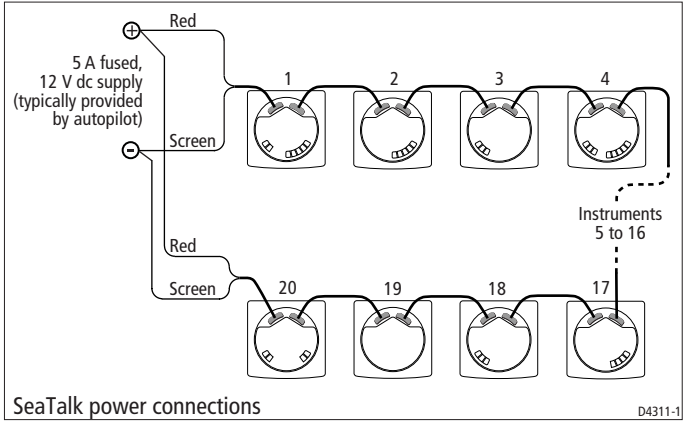 Red
5 A fused,
12 V dc supply
(typically provided
by autopilot)
Screen
1
2
3
4
Instruments
5 to 16
Red
Screen
20
19
18
17
SeaTalk power connections
D4311-1